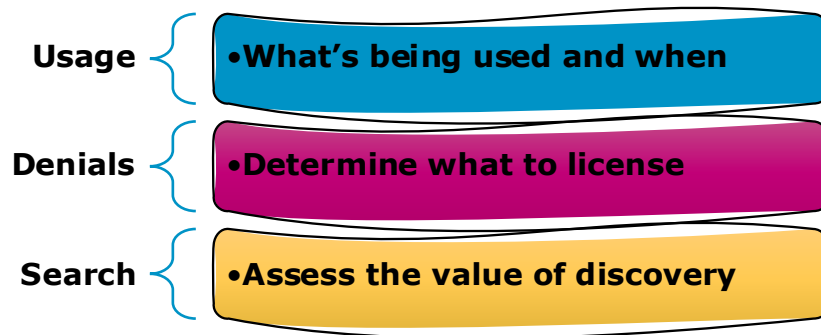 Usage
•What’s being used and when
Denials
•Determine what to license
Search
•Assess the value of discovery